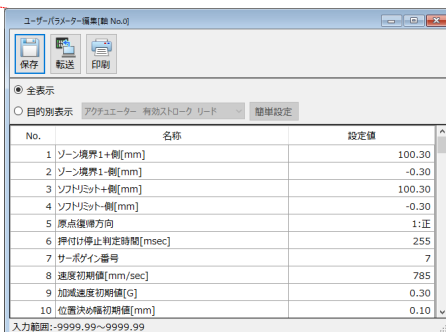 ユーザーパラメーター編集[軸 No.0]
保存 転送 印刷
全表示
目的別表示 アクチュエーター 有効ストローク リード 簡単設定
No. 名称 設定値
1 ゾーン境界1+側[mm] 100.30
2 ゾーン境界1-側[mm] -0.30
3 ソフトリミット+側[mm] 100.30
4 ソフトリミット-側[mm] -0.30
5 原点復帰方向 1:正
6 押付け停止判定時間[msec] 255
7 サーボゲイン番号 7
8 速度初期値[mm/sec] 785
9 加減速度初期値[G] 0.30
10 位置決め幅初期値[mm] 0.10
入力範囲:-9999.99～9999.99